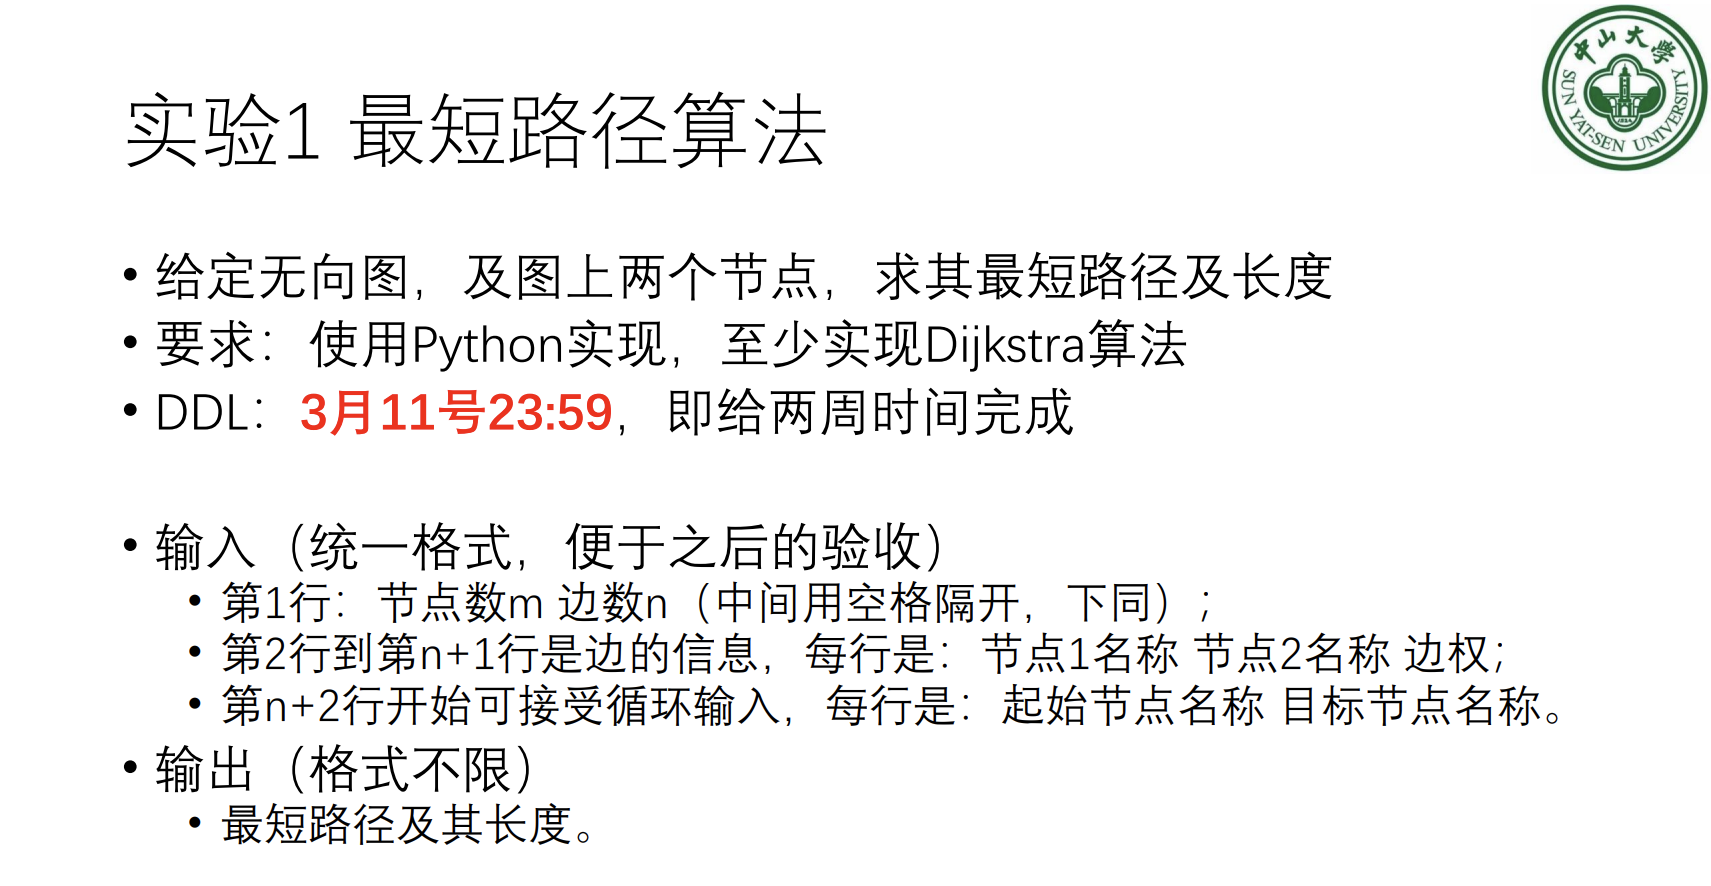 中山大学
SUN YAT-SEN UNIVERSITY
实验1 最短路径算法
• 给定无向图，及图上两个节点，求其最短路径及长度
• 要求：使用Python实现，至少实现Dijkstra算法
• DDL：3月11号23:59，即给两周时间完成
• 输入（统一格式，便于之后的验收）
• 第1行：节点数m 边数n（中间用空格隔开，下同）；
• 第2行到第n+1行是边的信息，每行是：节点1名称 节点2名称 边权；
• 第n+2行开始可接受循环输入，每行是：起始节点名称 目标节点名称。
• 输出（格式不限）
• 最短路径及其长度。